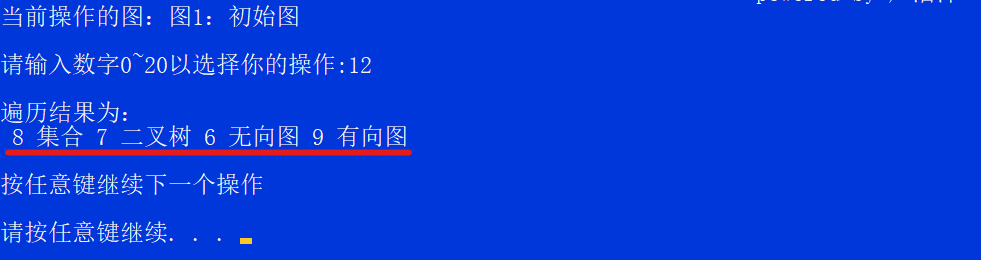 当前操作的图：图1：初始图
请输入数字0~20以选择你的操作:12
遍历结果为：
8 集合 7 二叉树 6 无向图 9 有向图
按任意键继续下一个操作
请按任意键继续. . .